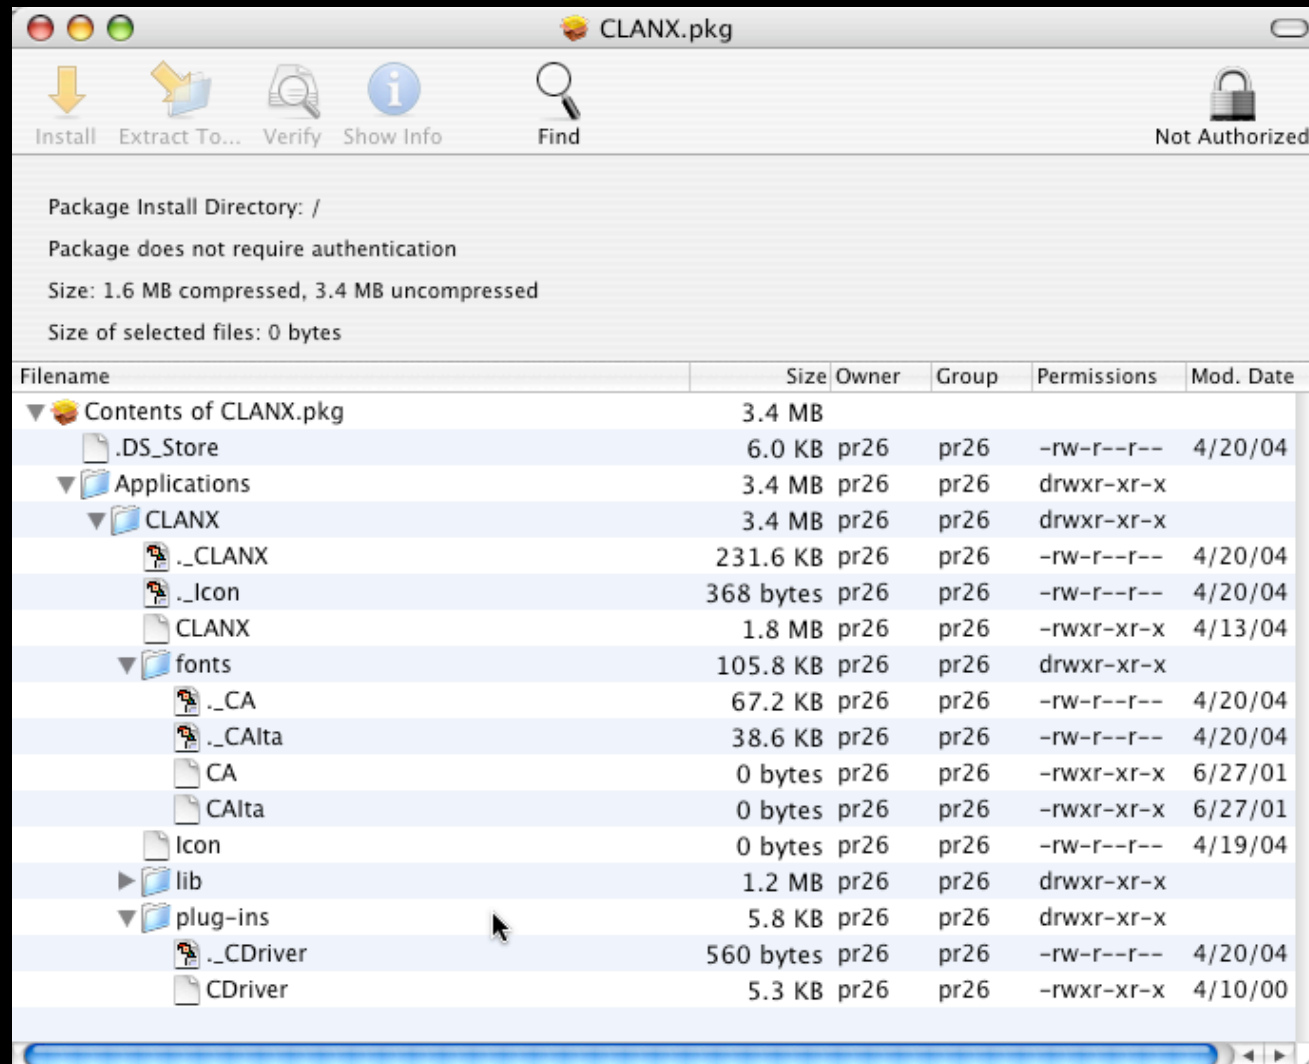 CLANX.pkg
Install Extract To... Verify Show Info Find Not Authorized
Package Install Directory: /
Package does not require authentication
Size: 1.6 MB compressed, 3.4 MB uncompressed
Size of selected files: 0 bytes
Filename Size Owner Group Permissions Mod. Date
Contents of CLANX.pkg 3.4 MB
.DS_Store 6.0 KB pr26 pr26 -rw-r--r-- 4/20/04
Applications 3.4 MB pr26 pr26 drwxr-xr-x
CLANX 3.4 MB pr26 pr26 drwxr-xr-x
._CLANX 231.6 KB pr26 pr26 -rw-r--r-- 4/20/04
._Icon 368 bytes pr26 pr26 -rw-r--r-- 4/20/04
CLANX 1.8 MB pr26 pr26 -rwxr-xr-x 4/13/04
fonts 105.8 KB pr26 pr26 drwxr-xr-x
._CA 67.2 KB pr26 pr26 -rw-r--r-- 4/20/04
._CAlta 38.6 KB pr26 pr26 -rw-r--r-- 4/20/04
CA 0 bytes pr26 pr26 -rwxr-xr-x 6/27/01
CAlta 0 bytes pr26 pr26 -rwxr-xr-x 6/27/01
Icon 0 bytes pr26 pr26 -rw-r--r-- 4/19/04
lib 1.2 MB pr26 pr26 drwxr-xr-x
plug-ins 5.8 KB pr26 pr26 drwxr-xr-x
._CDriver 560 bytes pr26 pr26 -rw-r--r-- 4/20/04
CDriver 5.3 KB pr26 pr26 -rwxr-xr-x 4/10/00